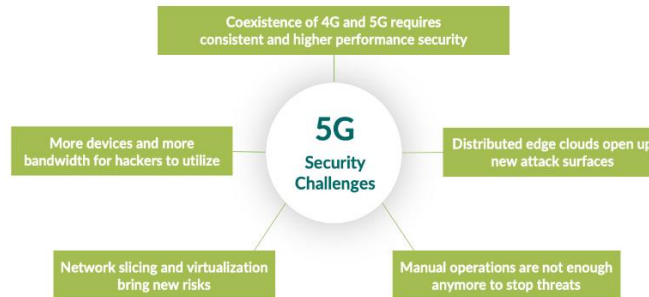 Coexistence of 4G and 5G requires
consistent and higher performance security
5G
Security
Challenges
More devices and more
bandwidth for hackers to utilize
Distributed edge clouds open up
new attack surfaces
Network slicing and virtualization
bring new risks
Manual operations are not enough
anymore to stop threats